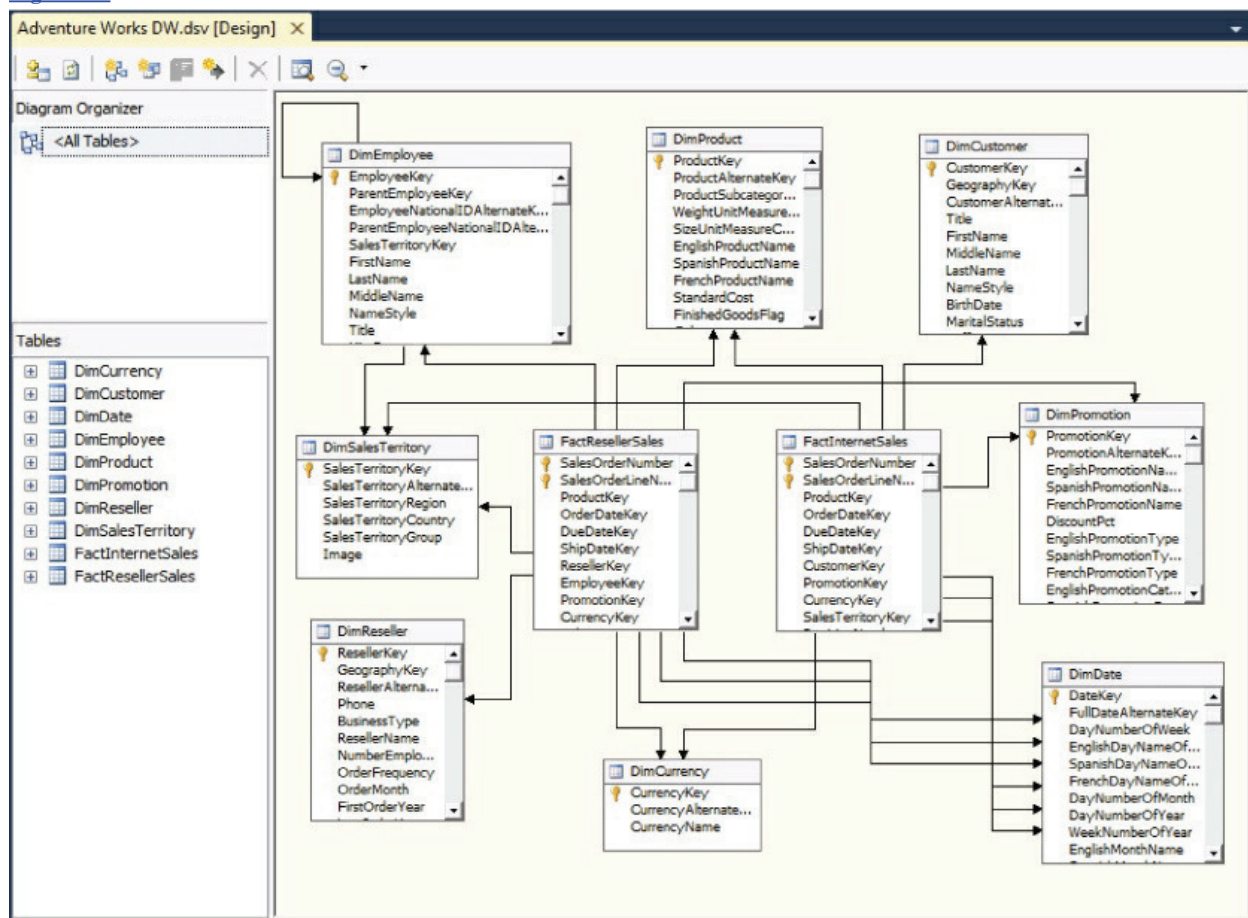 Adventure Works DW.dsv [Design]
Diagram Organizer
<All Tables>
Tables
DimCurrency
DimCustomer
DimDate
DimEmployee
DimProduct
DimPromotion
DimReseller
DimSalesTerritory
FactInternetSales
FactResellerSales
DimEmployee
EmployeeKey
ParentEmployeeKey
EmployeeNationalIDAlternateK...
ParentEmployeeNationalIDAlte...
SalesTerritoryKey
FirstName
LastName
MiddleName
NameStyle
Title
DimProduct
ProductKey
ProductAlternateKey
ProductSubcategor...
WeightUnitMeasure...
SizeUnitMeasureC...
EnglishProductName
SpanishProductName
FrenchProductName
StandardCost
FinishedGoodsFlag
DimCustomer
CustomerKey
GeographyKey
CustomerAlternat...
Title
FirstName
MiddleName
LastName
NameStyle
BirthDate
MaritalStatus
DimSalesTerritory
SalesTerritoryKey
SalesTerritoryAlternate...
SalesTerritoryRegion
SalesTerritoryCountry
SalesTerritoryGroup
Image
FactResellerSales
SalesOrderNumber
SalesOrderLineN...
ProductKey
OrderDateKey
DueDateKey
ShipDateKey
ResellerKey
EmployeeKey
PromotionKey
CurrencyKey
FactInternetSales
SalesOrderNumber
SalesOrderLineN...
ProductKey
OrderDateKey
DueDateKey
ShipDateKey
CustomerKey
PromotionKey
CurrencyKey
SalesTerritoryKey
DimPromotion
PromotionKey
PromotionAlternateK...
EnglishPromotionNa...
SpanishPromotionNa...
FrenchPromotionName
DiscountPct
EnglishPromotionType
SpanishPromotionTy...
FrenchPromotionType
EnglishPromotionCat...
DimReseller
ResellerKey
GeographyKey
ResellerAlterna...
Phone
BusinessType
ResellerName
NumberEmplo...
OrderFrequency
OrderMonth
FirstOrderYear
DimCurrency
CurrencyKey
CurrencyAlternate...
CurrencyName
DimDate
DateKey
FullDateAlternateKey
DayNumberOfWeek
EnglishDayNameOf...
SpanishDayNameO...
FrenchDayNameOf...
DayNumberOfMonth
DayNumberOfYear
WeekNumberOfYear
EnglishMonthName